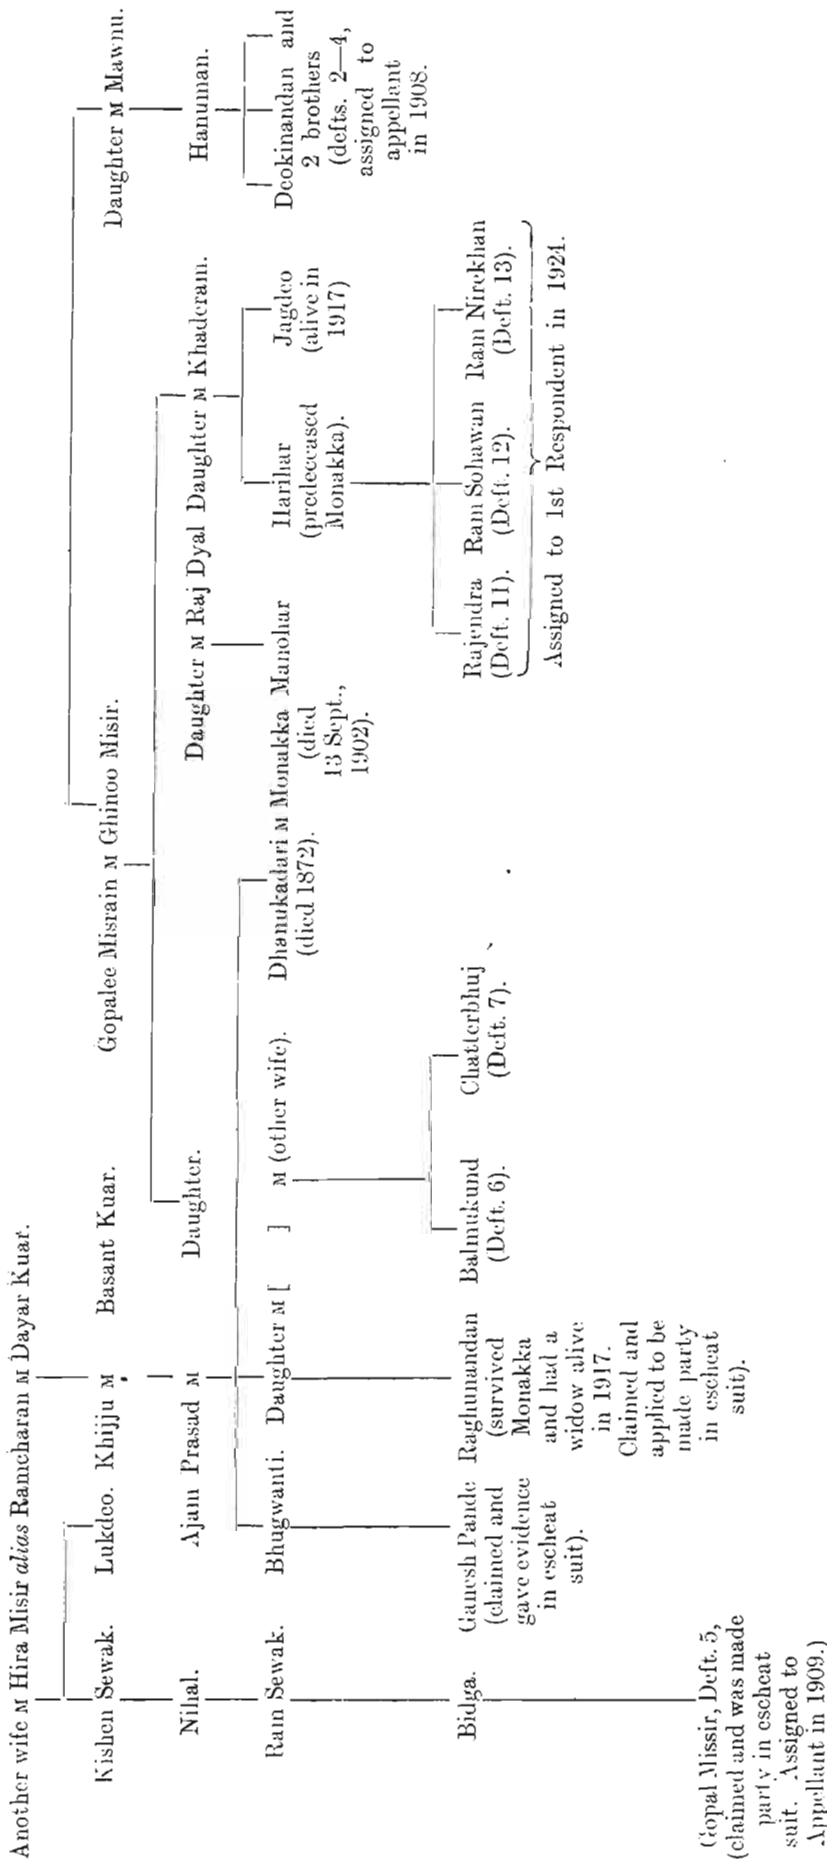 Another wife M Hira Misir alias Ramcharan M Dayar Kuar.
Kishen Sewak. Lukdeo. Khijju M Basant Kuar. Gopalee Misrain M Ghinoo Misir. Daughter M Mawnu.
Nihal. Ajam Prasad M Daughter. Daughter M Raj Dyal Daughter M Khaderam. Hanuman.
Ram Sewak. Bhugwanti. Daughter M [ ] M (other wife). Dhanukadari M Monakka Manohar Harihar Jagdeo Deokinandan and
(died 1872). (died (predeceased (alive in 2 brothers
13 Sept., Monakka). 1917) (defts. 2—4,
1902). assigned to
appellant
in 1908.
Bidga. Ganesh Pande Raghunandan Balmukund Chatterbhuj Rajendra Ram Sohawan Ram Nirekhan
(claimed and (survived (Deft. 6). (Deft. 7). (Deft. 11). (Deft. 12). (Deft. 13).
gave evidence Monakka
in escheat and had a
suit). widow alive
in 1917.
Claimed and
applied to be
made party
in escheat
suit).
Assigned to 1st Respondent in 1924.
Gopal Missir, Deft. 5,
(claimed and was made
party in escheat
suit. Assigned to
Appellant in 1909.)